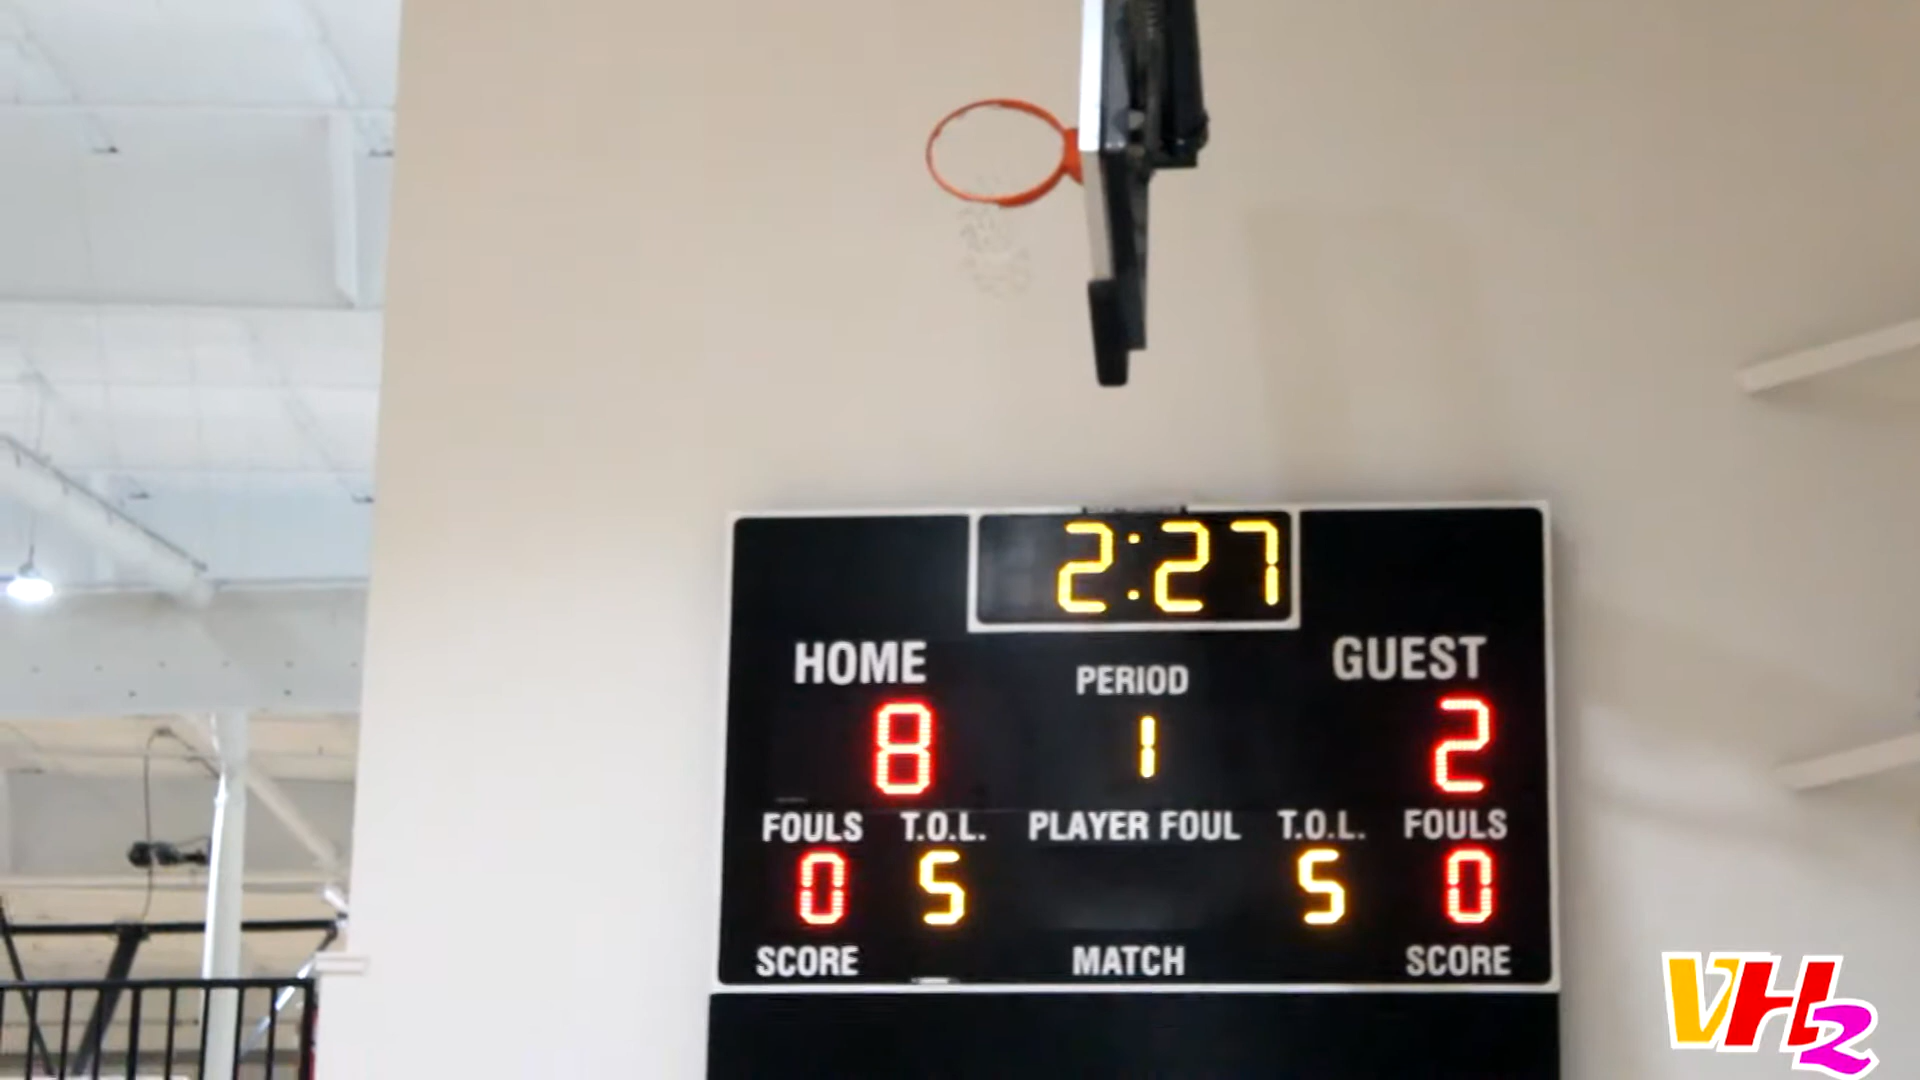 2:27
HOME PERIOD GUEST
8 1 2
FOULS T.O.L. PLAYER FOUL T.O.L. FOULS
0 5 5 0
SCORE MATCH SCORE
VH2